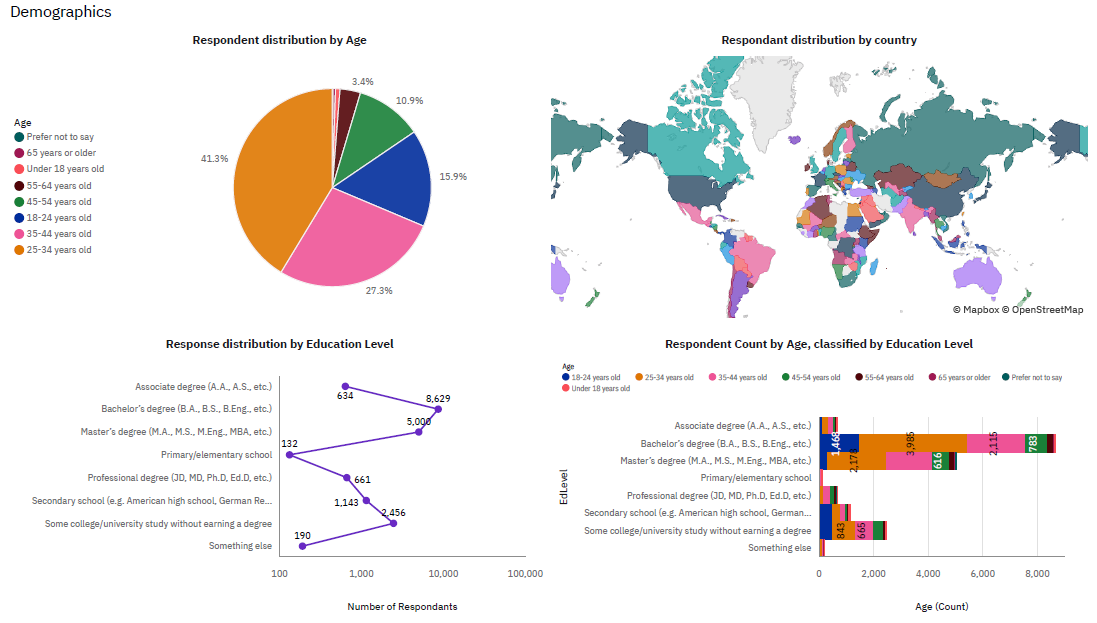 Demographics
Respondent distribution by Age
3.4%
10.9%
15.9%
27.3%
41.3%
Age
Prefer not to say
65 years or older
Under 18 years old
55-64 years old
45-54 years old
18-24 years old
35-44 years old
25-34 years old
Respondant distribution by country
© Mapbox © OpenStreetMap
Response distribution by Education Level
Associate degree (A.A., A.S., etc.)
634
Bachelor's degree (B.A., B.S., B.Eng., etc.)
8,629
Master's degree (M.A., M.S., M.Eng., MBA, etc.)
5,000
Primary/elementary school
132
Professional degree (JD, MD, Ph.D, Ed.D, etc.)
661
Secondary school (e.g. American high school, German Re...
1,143
Some college/university study without earning a degree
2,456
Something else
190
100 1,000 10,000 100,000
Number of Respondants
Respondent Count by Age, classified by Education Level
Age
18-24 years old 25-34 years old 35-44 years old 45-54 years old 55-64 years old 65 years or older Prefer not to say
Under 18 years old
EdLevel
Associate degree (A.A., A.S., etc.)
Bachelor's degree (B.A., B.S., B.Eng., etc.)
1,468 3,985 2,115 783
Master's degree (M.A., M.S., M.Eng., MBA, etc.)
616
Primary/elementary school
Professional degree (JD, MD, Ph.D, Ed.D, etc.)
Secondary school (e.g. American high school, German...
Some college/university study without earning a degree
843 665
Something else
0 2,000 4,000 6,000 8,000
Age (Count)